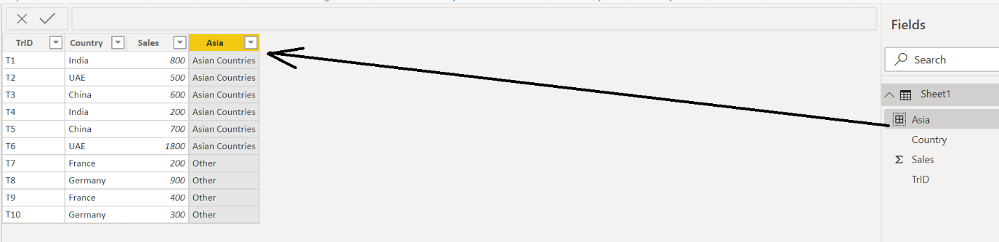 Fields
TrID Country Sales Asia
T1 India 800 Asian Countries
T2 UAE 500 Asian Countries
T3 China 600 Asian Countries
T4 India 200 Asian Countries
T5 China 700 Asian Countries
T6 UAE 1800 Asian Countries
T7 France 200 Other
T8 Germany 900 Other
T9 France 400 Other
T10 Germany 300 Other
Search
Sheet1
Asia
Country
Σ Sales
TrID